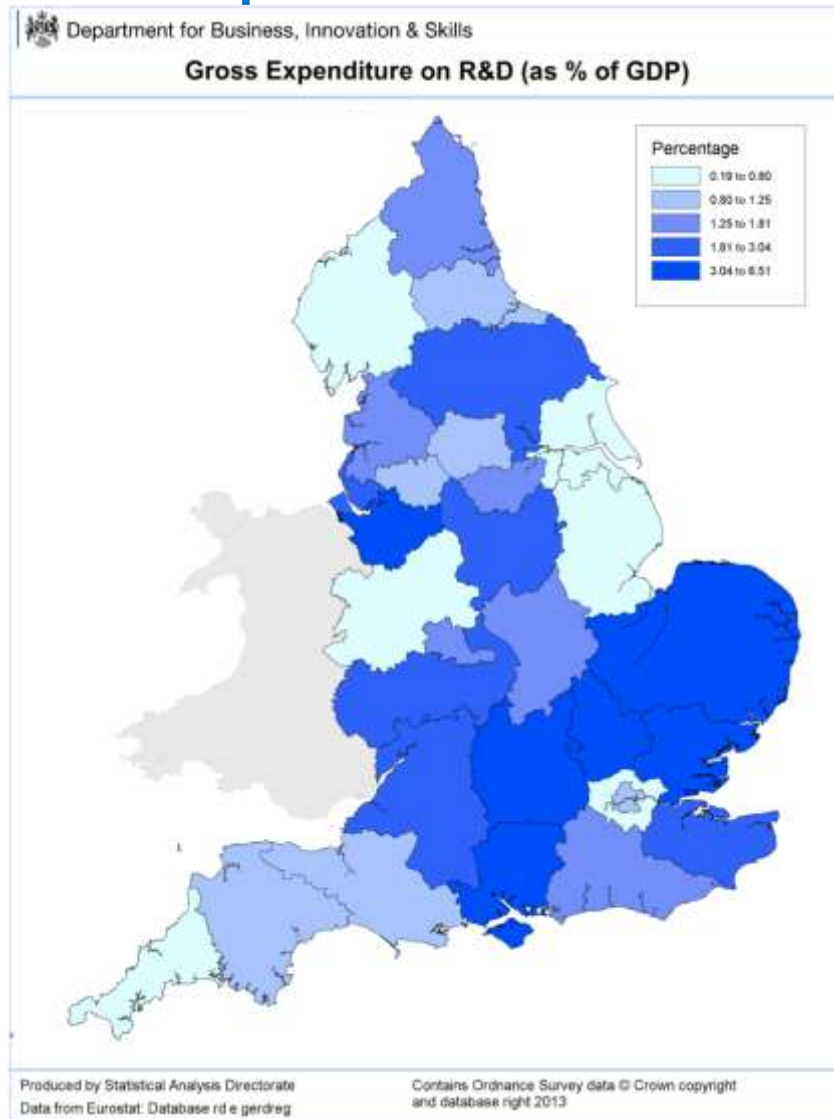 Department for Business, Innovation & Skills
Gross Expenditure on R&D (as % of GDP)
Percentage
0.19 to 0.80
0.80 to 1.25
1.25 to 1.81
1.81 to 3.04
3.04 to 6.51
Produced by Statistical Analysis Directorate
Data from Eurostat: Database rd e gerdreg
Contains Ordnance Survey data © Crown copyright
and database right 2013